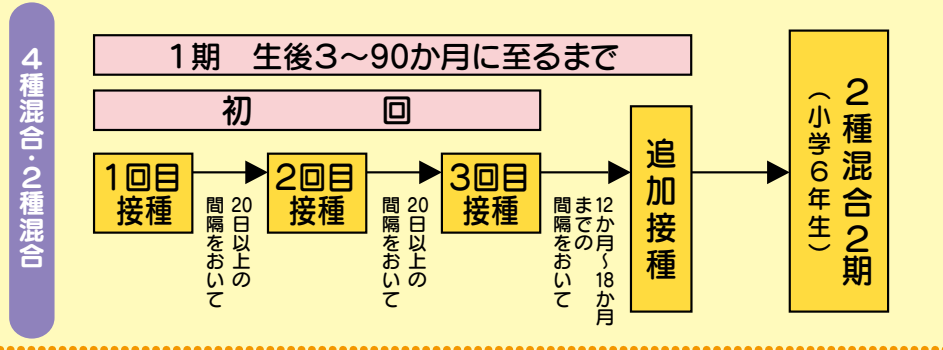 4種混合・2種混合
1期 生後3～90か月に至るまで
初 回
1回目
接種
20日以上の
間隔をおいて
2回目
接種
20日以上の
間隔をおいて
3回目
接種
12か月～18か月
までの
間隔をおいて
追加接種
2種混合2期
（小学6年生）